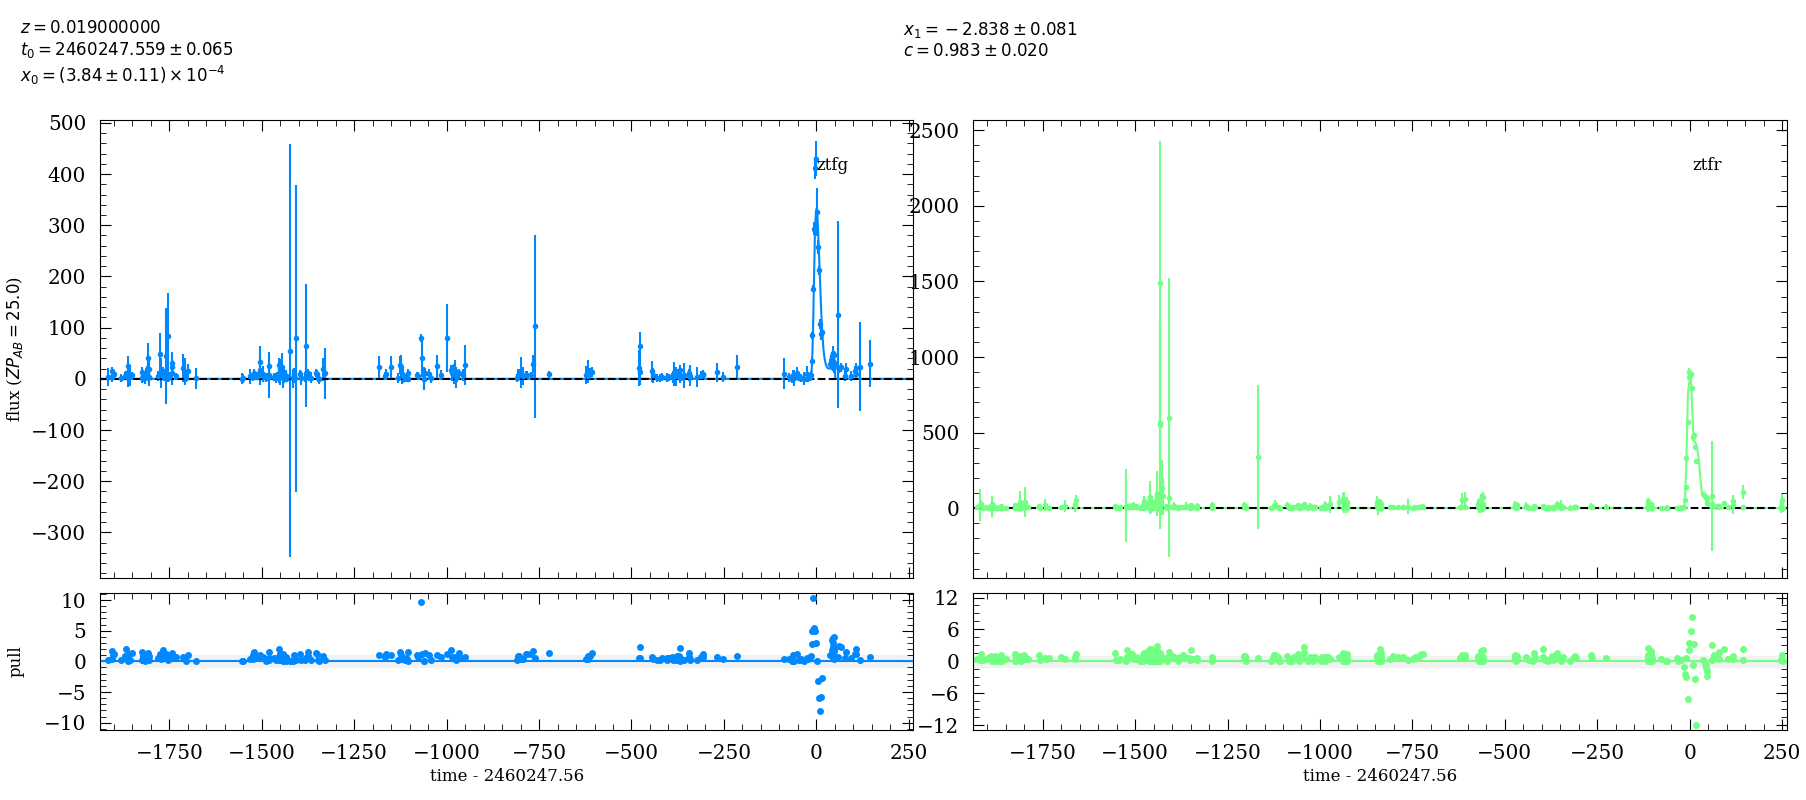 z = 0.019000000
t₀ = 2460247.559 ± 0.065
x₀ = (3.84 ± 0.11) × 10⁻⁴
x₁ = −2.838 ± 0.081
c = 0.983 ± 0.020
flux (ZP_AB = 25.0)
500
400
300
200
100
0
−100
−200
−300
ztfg
2500
2000
1500
1000
500
0
ztfr
pull
10
5
0
−5
−10
−1750 −1500 −1250 −1000 −750 −500 −250 0 250
time - 2460247.56
12
6
0
−6
−12
−1750 −1500 −1250 −1000 −750 −500 −250 0 250
time - 2460247.56